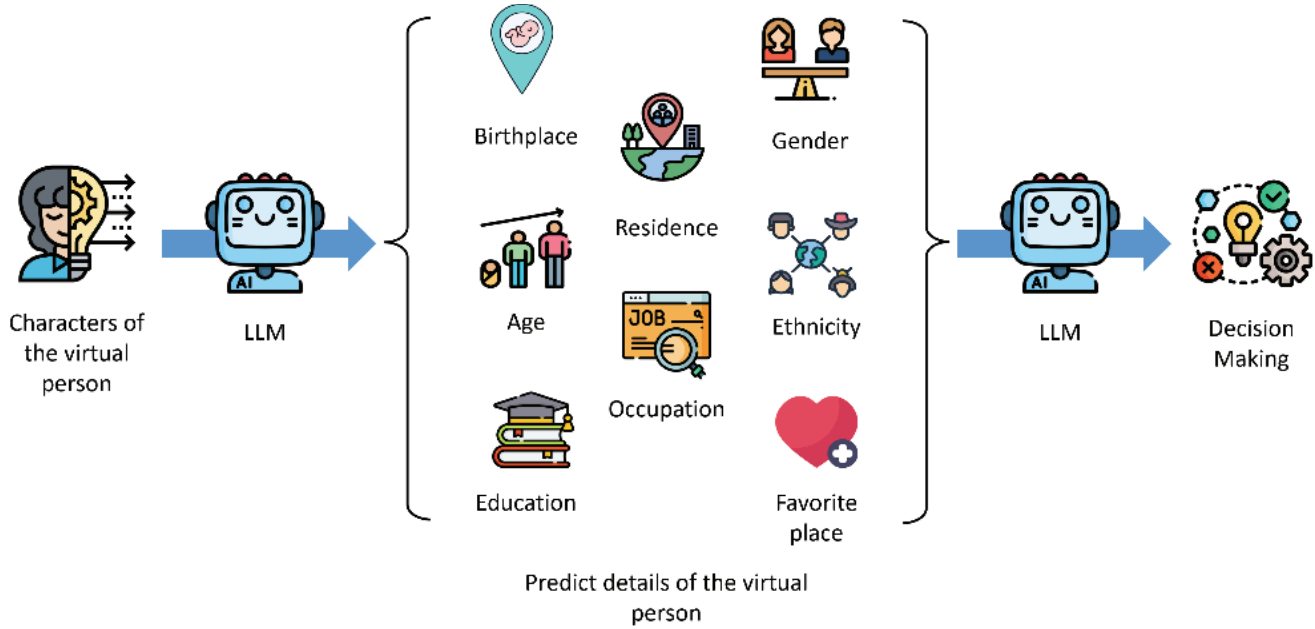 Characters of
the virtual
person
AI
LLM
Birthplace
Residence
Gender
Age
JOB
Occupation
Ethnicity
Education
Favorite
place
Predict details of the virtual
person
AI
LLM
Decision
Making